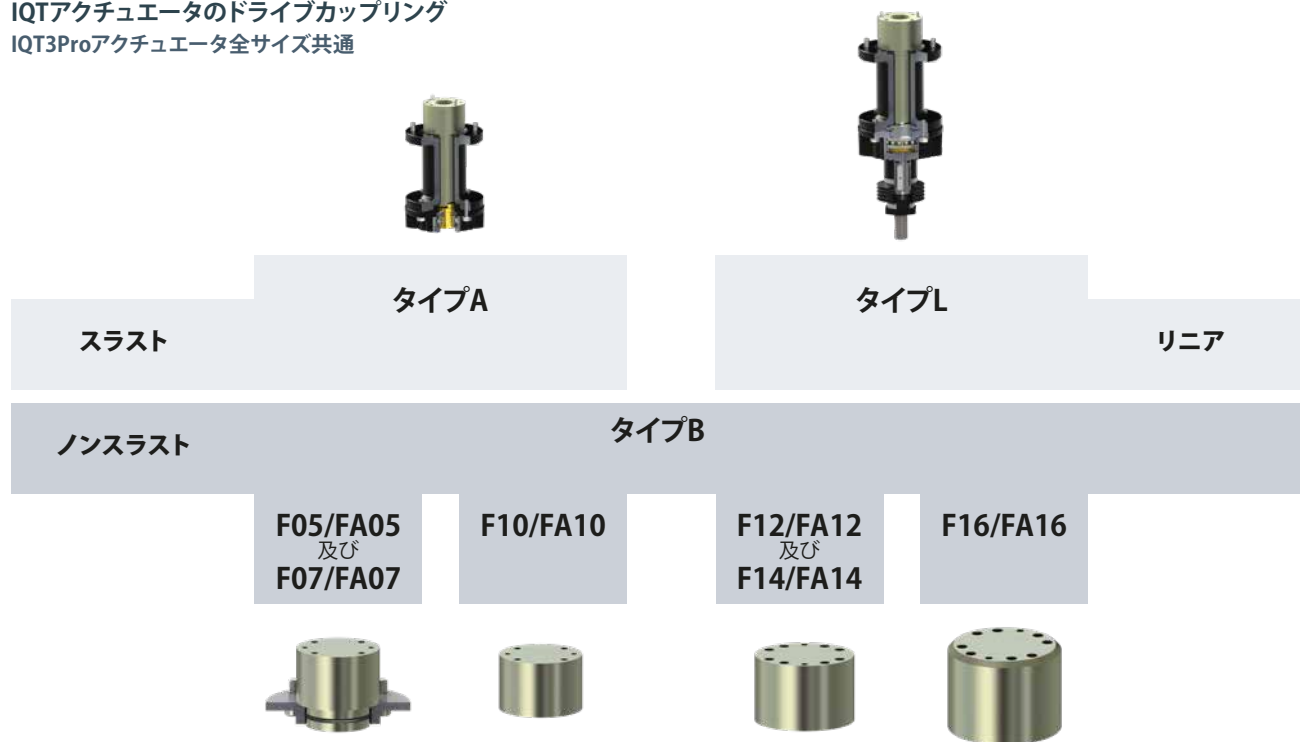 IQTアクチュエータのドライブカップリング
IQT3Proアクチュエータ全サイズ共通
タイプA
タイプL
スラスト
リニア
タイプB
ノンスラスト
F05/FA05
及び
F07/FA07
F10/FA10
F12/FA12
及び
F14/FA14
F16/FA16